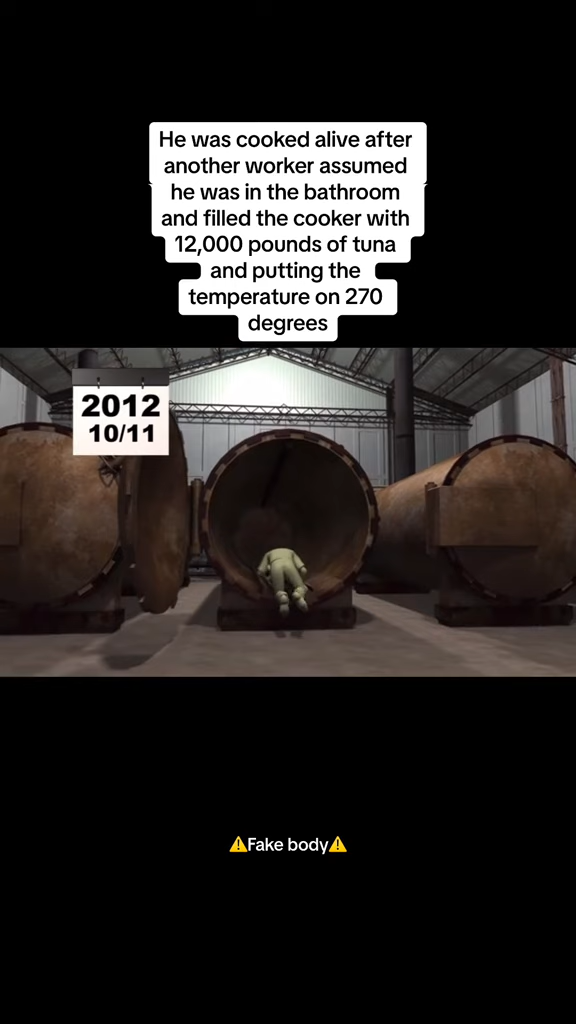 He was cooked alive after
another worker assumed
he was in the bathroom
and filled the cooker with
12,000 pounds of tuna
and putting the
temperature on 270
degrees
2012
10/11
⚠️Fake body⚠️